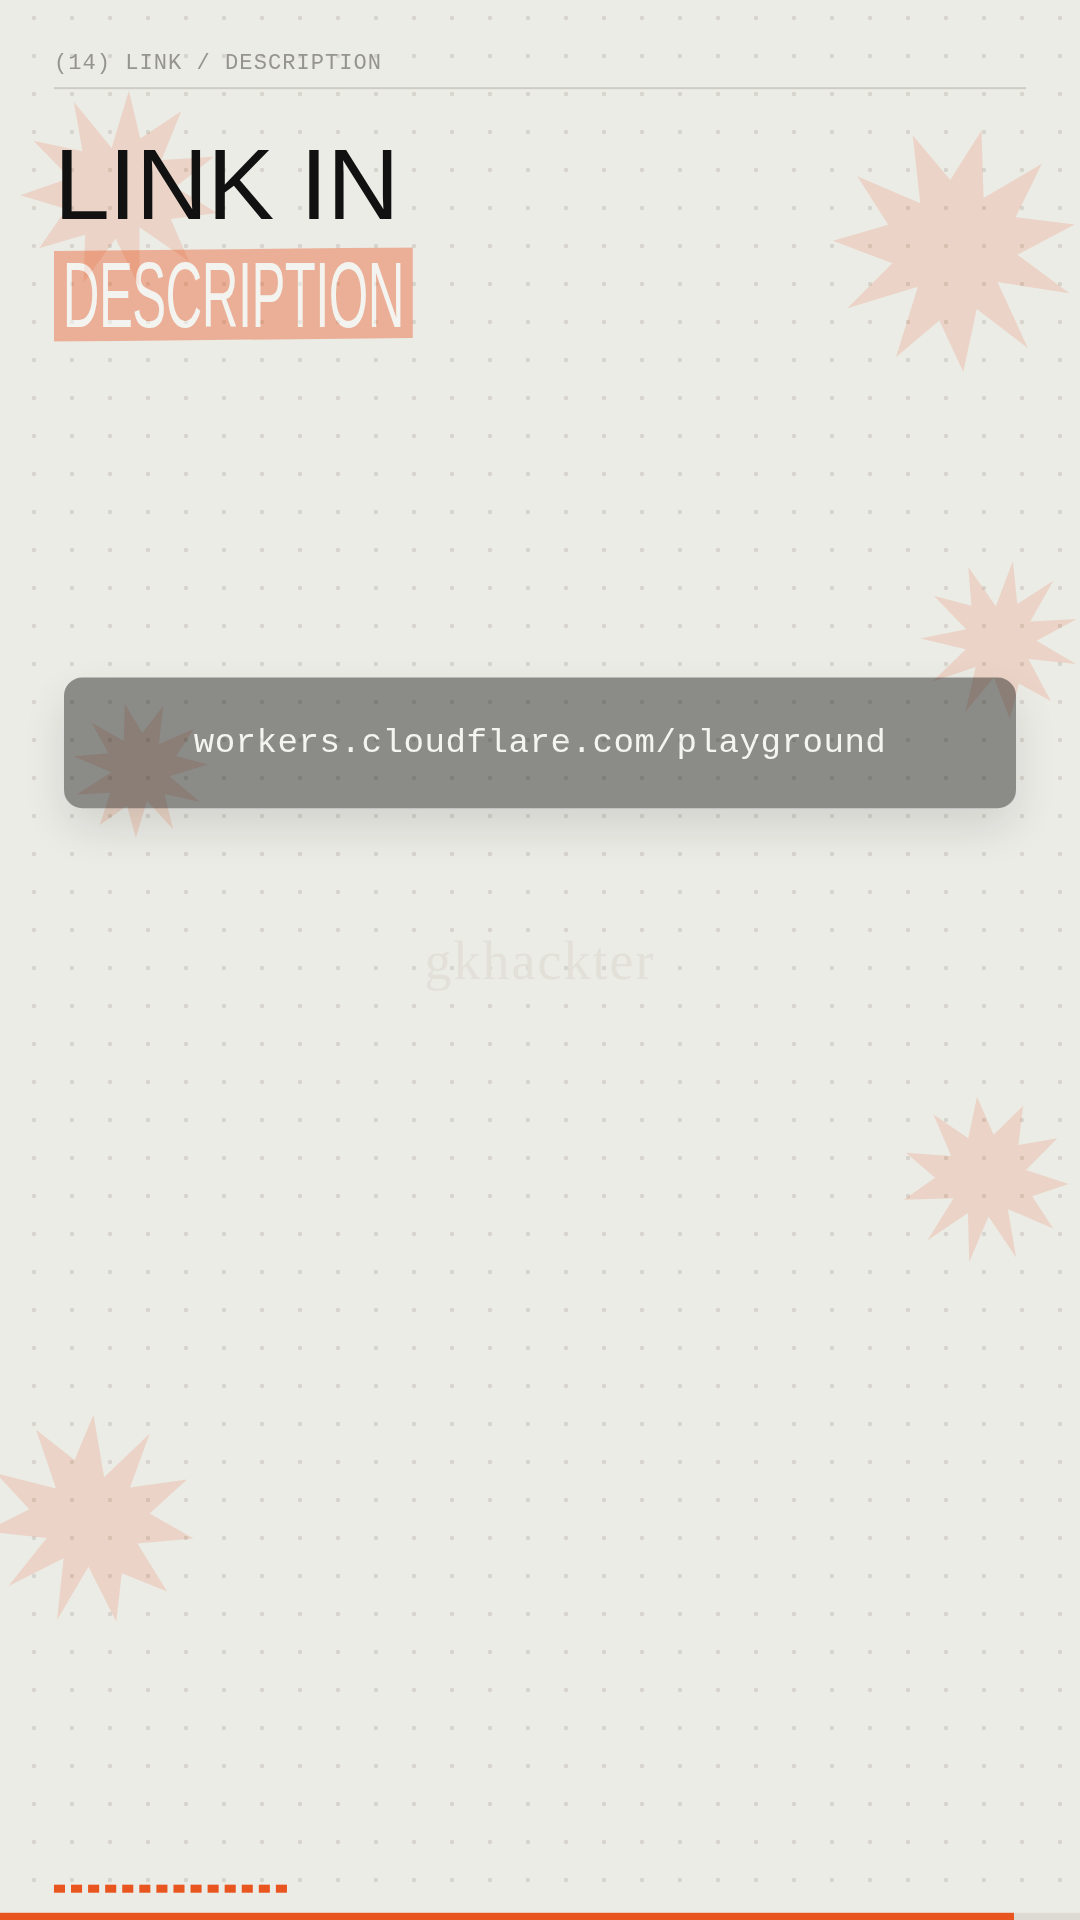 (14) LINK / DESCRIPTION
LINK IN
DESCRIPTION
workers.cloudflare.com/playground
gkhackter